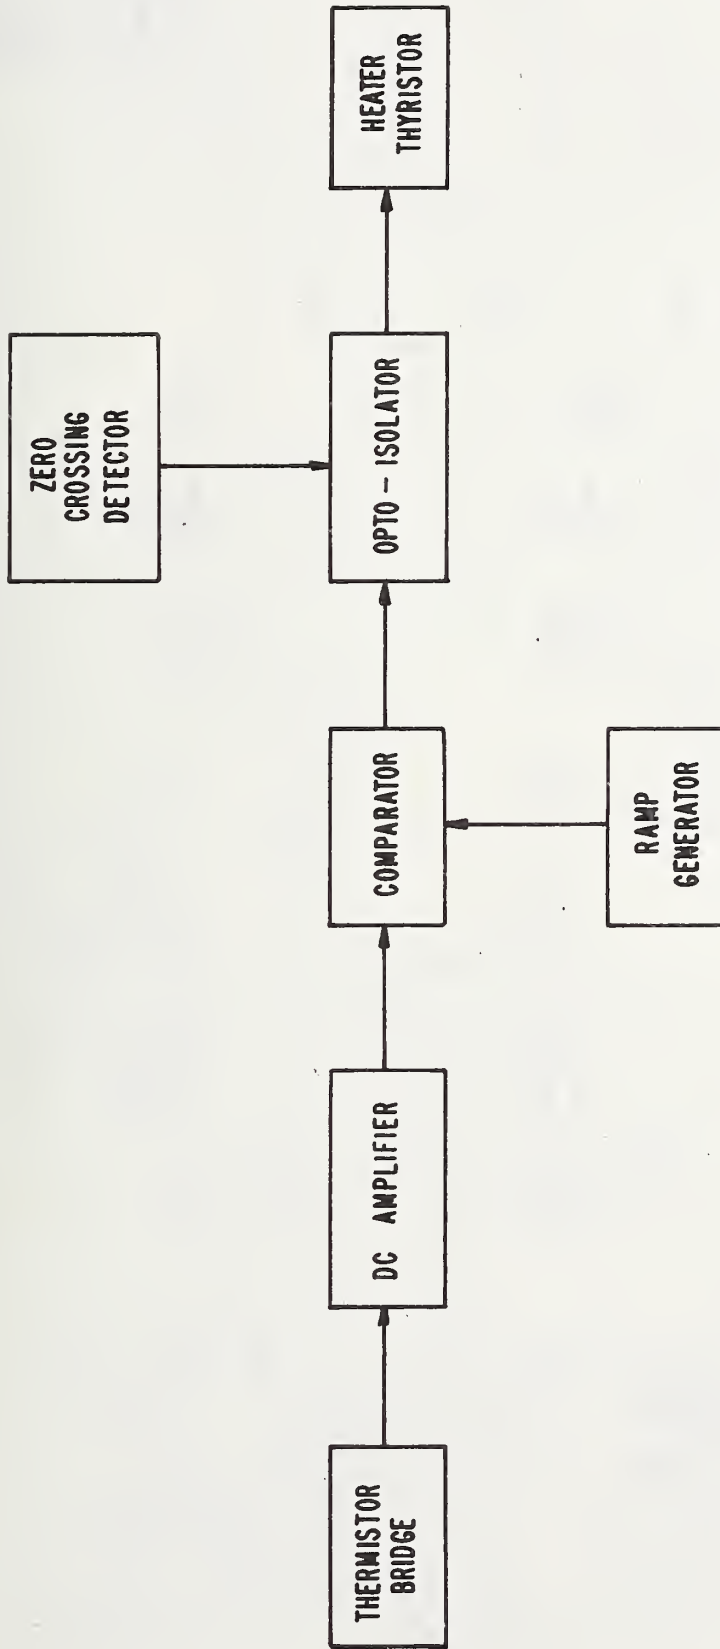 THERMISTOR
BRIDGE
DC AMPLIFIER
COMPARATOR
RAMP
GENERATOR
ZERO
CROSSING
DETECTOR
OPTO - ISOLATOR
HEATER
THYRISTOR